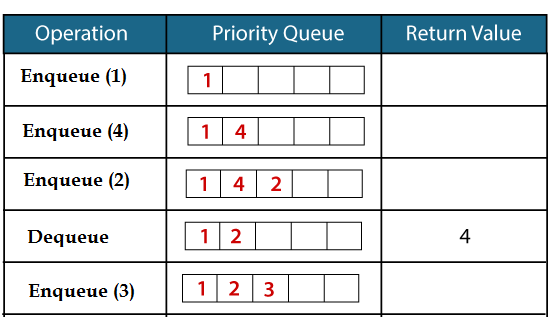 Operation Priority Queue Return Value
Enqueue (1) 1
Enqueue (4) 1 4
Enqueue (2) 1 4 2
Dequeue 1 2 4
Enqueue (3) 1 2 3